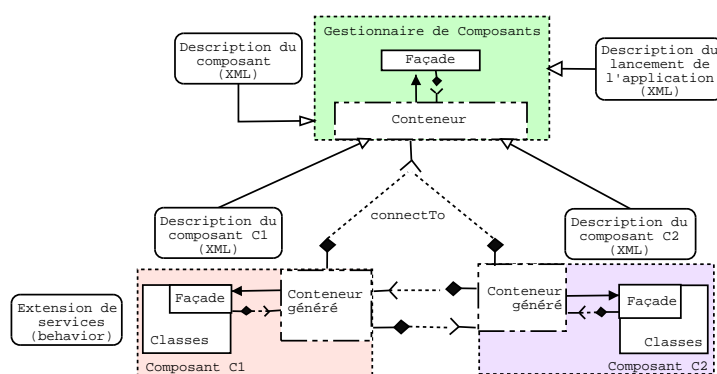 Gestionnaire de Composants
Description du
composant
(XML)
Façade
Description du
lancement de
l'application
(XML)
Conteneur
Description du
composant C1
(XML)
connectTo
Description du
composant C2
(XML)
Extension de
services
(behavior)
Façade
Classes
Conteneur
généré
Composant C1
Conteneur
généré
Façade
Classes
Composant C2